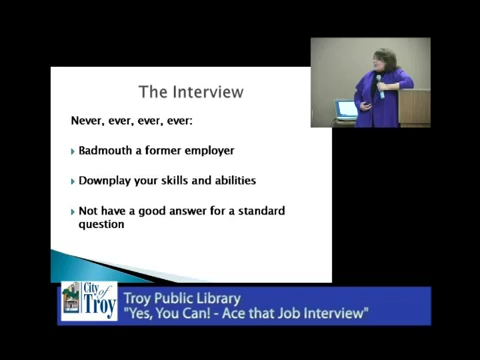 The Interview
Never, ever, ever, ever:
Badmouth a former employer
Downplay your skills and abilities
Not have a good answer for a standard
question
City
of
Troy
Troy Public Library
"Yes, You Can! - Ace that Job Interview"